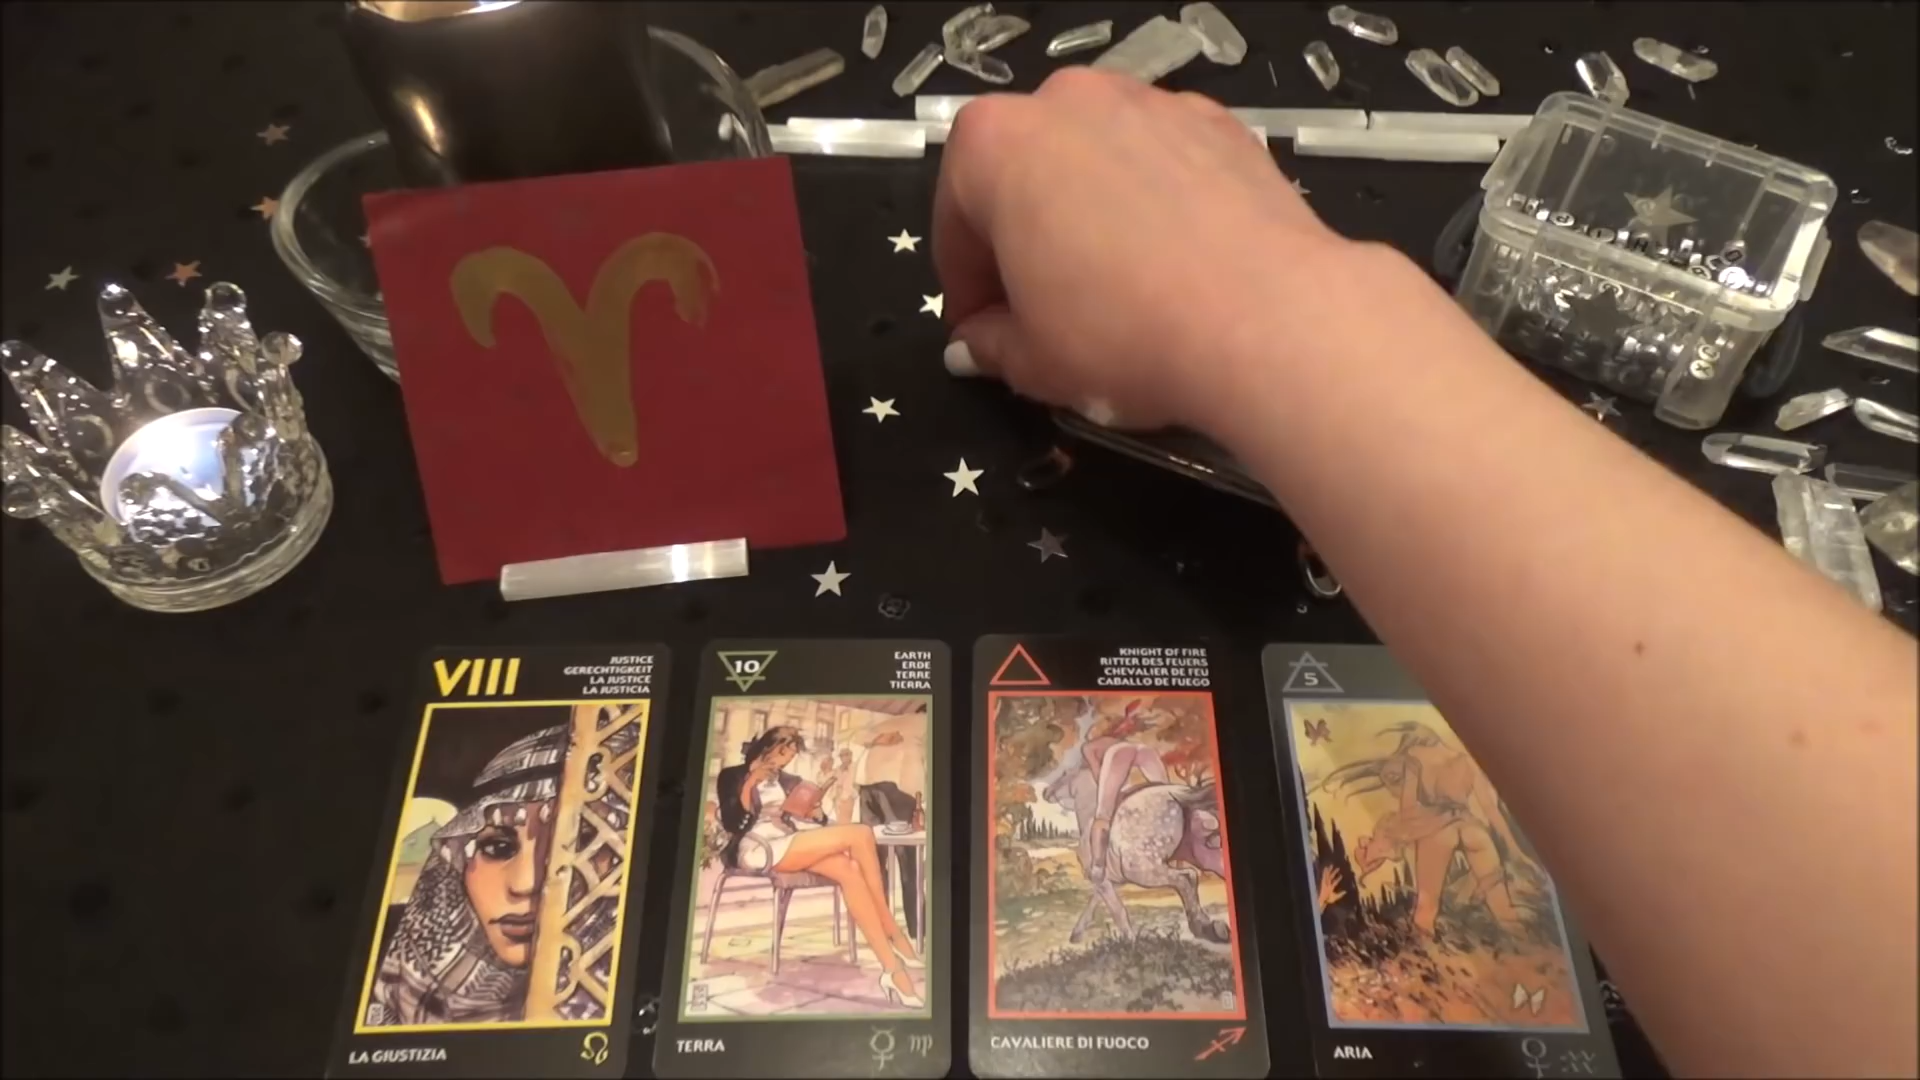 VIII
JUSTICE
GERECHTIGKEIT
LA JUSTICE
LA JUSTICIA
LA GIUSTIZIA
10
EARTH
ERDE
TERRE
TIERRA
TERRA
KNIGHT OF FIRE
RITTER DES FEUERS
CHEVALIER DE FEU
CABALLO DE FUEGO
CAVALIERE DI FUOCO
5
ARIA